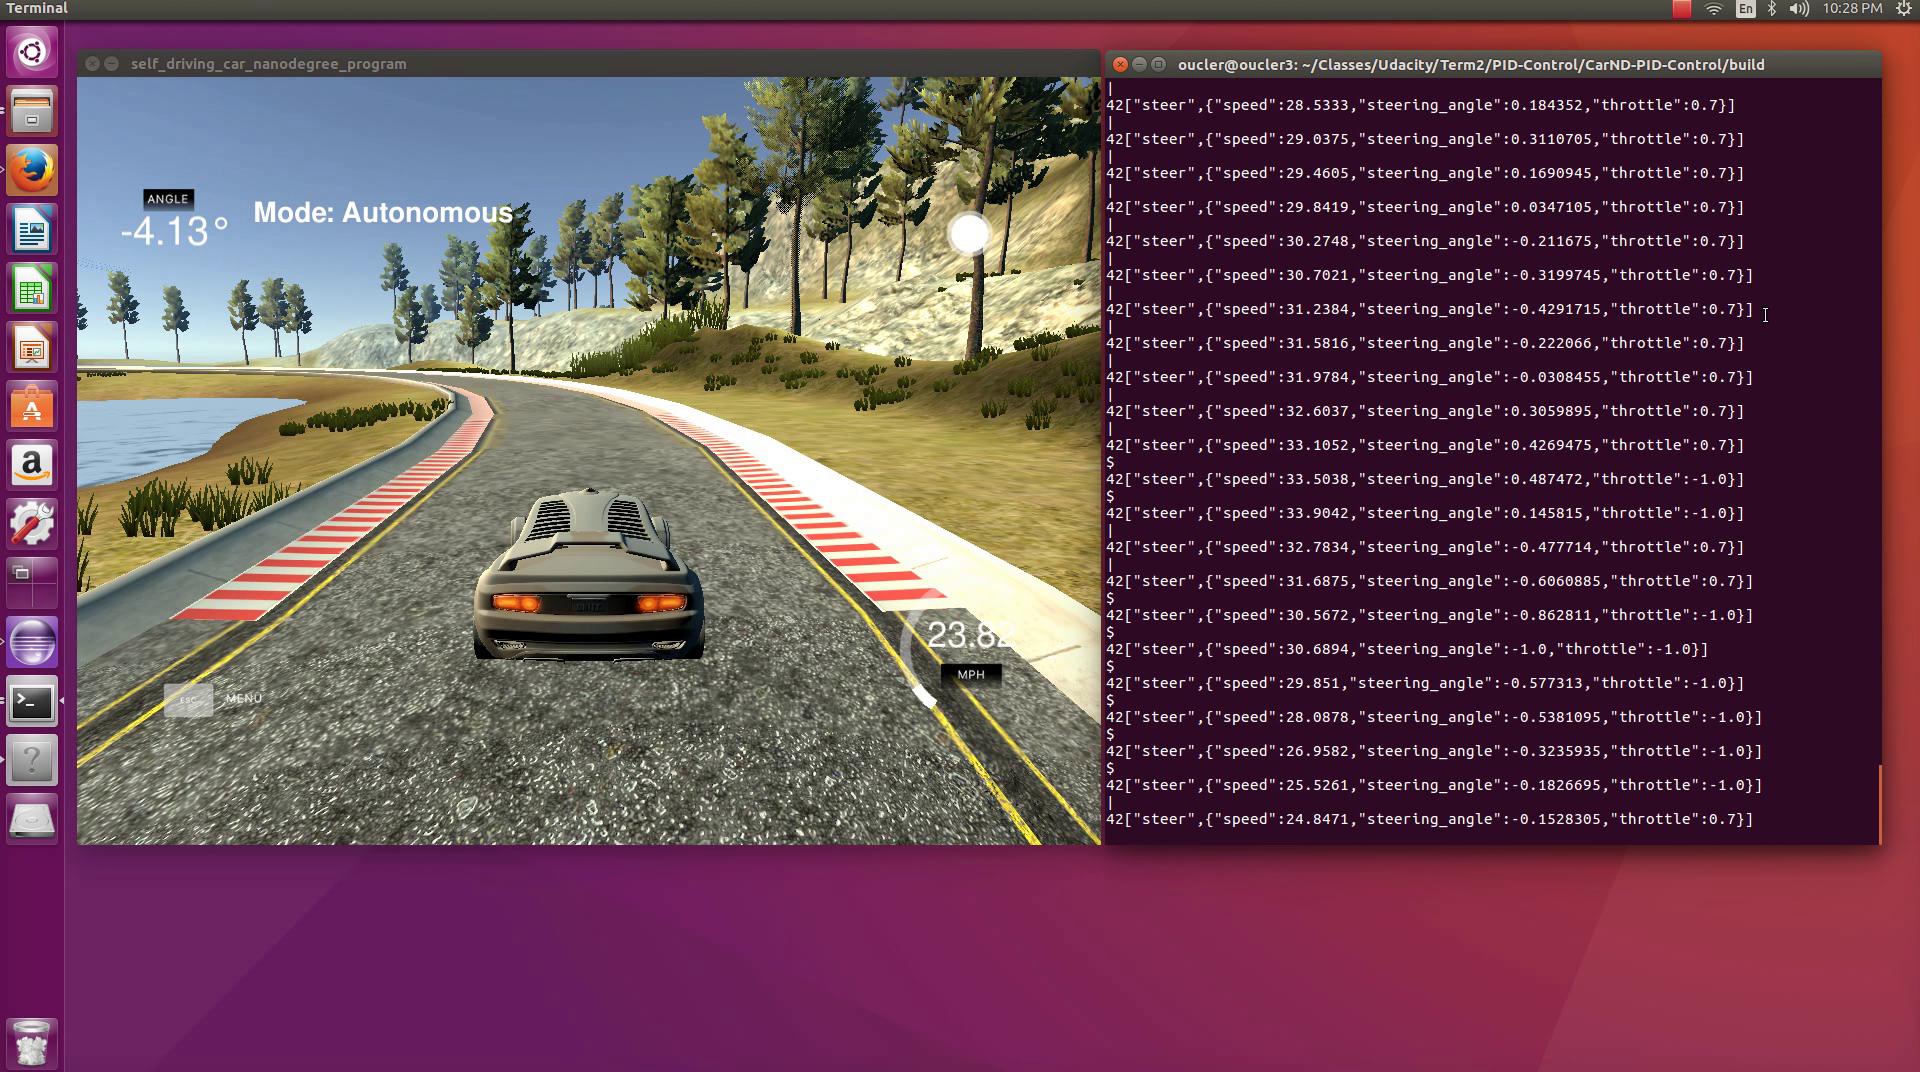 Terminal
En
10:28 PM
self_driving_car_nanodegree_program
ANGLE
-4.13°
Mode: Autonomous
23.82
MPH
ESC
MENU
a
>_
?
oucler@oucler3: ~/Classes/Udacity/Term2/PID-Control/CarND-PID-Control/build
|
42["steer",{"speed":28.5333,"steering_angle":0.184352,"throttle":0.7}]
|
42["steer",{"speed":29.0375,"steering_angle":0.3110705,"throttle":0.7}]
|
42["steer",{"speed":29.4605,"steering_angle":0.1690945,"throttle":0.7}]
|
42["steer",{"speed":29.8419,"steering_angle":0.0347105,"throttle":0.7}]
|
42["steer",{"speed":30.2748,"steering_angle":-0.211675,"throttle":0.7}]
|
42["steer",{"speed":30.7021,"steering_angle":-0.3199745,"throttle":0.7}]
|
42["steer",{"speed":31.2384,"steering_angle":-0.4291715,"throttle":0.7}]
|
42["steer",{"speed":31.5816,"steering_angle":-0.222066,"throttle":0.7}]
|
42["steer",{"speed":31.9784,"steering_angle":-0.0308455,"throttle":0.7}]
|
42["steer",{"speed":32.6037,"steering_angle":0.3059895,"throttle":0.7}]
|
42["steer",{"speed":33.1052,"steering_angle":0.4269475,"throttle":0.7}]
$
42["steer",{"speed":33.5038,"steering_angle":0.487472,"throttle":-1.0}]
$
42["steer",{"speed":33.9042,"steering_angle":0.145815,"throttle":-1.0}]
|
42["steer",{"speed":32.7834,"steering_angle":-0.477714,"throttle":0.7}]
|
42["steer",{"speed":31.6875,"steering_angle":-0.6060885,"throttle":0.7}]
$
42["steer",{"speed":30.5672,"steering_angle":-0.862811,"throttle":-1.0}]
$
42["steer",{"speed":30.6894,"steering_angle":-1.0,"throttle":-1.0}]
$
42["steer",{"speed":29.851,"steering_angle":-0.577313,"throttle":-1.0}]
$
42["steer",{"speed":28.0878,"steering_angle":-0.5381095,"throttle":-1.0}]
$
42["steer",{"speed":26.9582,"steering_angle":-0.3235935,"throttle":-1.0}]
$
42["steer",{"speed":25.5261,"steering_angle":-0.1826695,"throttle":-1.0}]
|
42["steer",{"speed":24.8471,"steering_angle":-0.1528305,"throttle":0.7}]